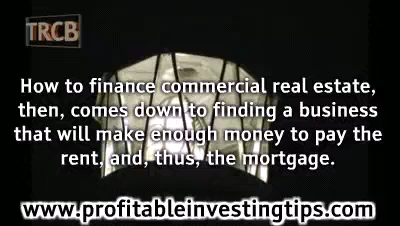 TRCB
How to finance commercial real estate,
then, comes down to finding a business
that will make enough money to pay the
rent, and, thus, the mortgage.
www.profitableinvestingtips.com